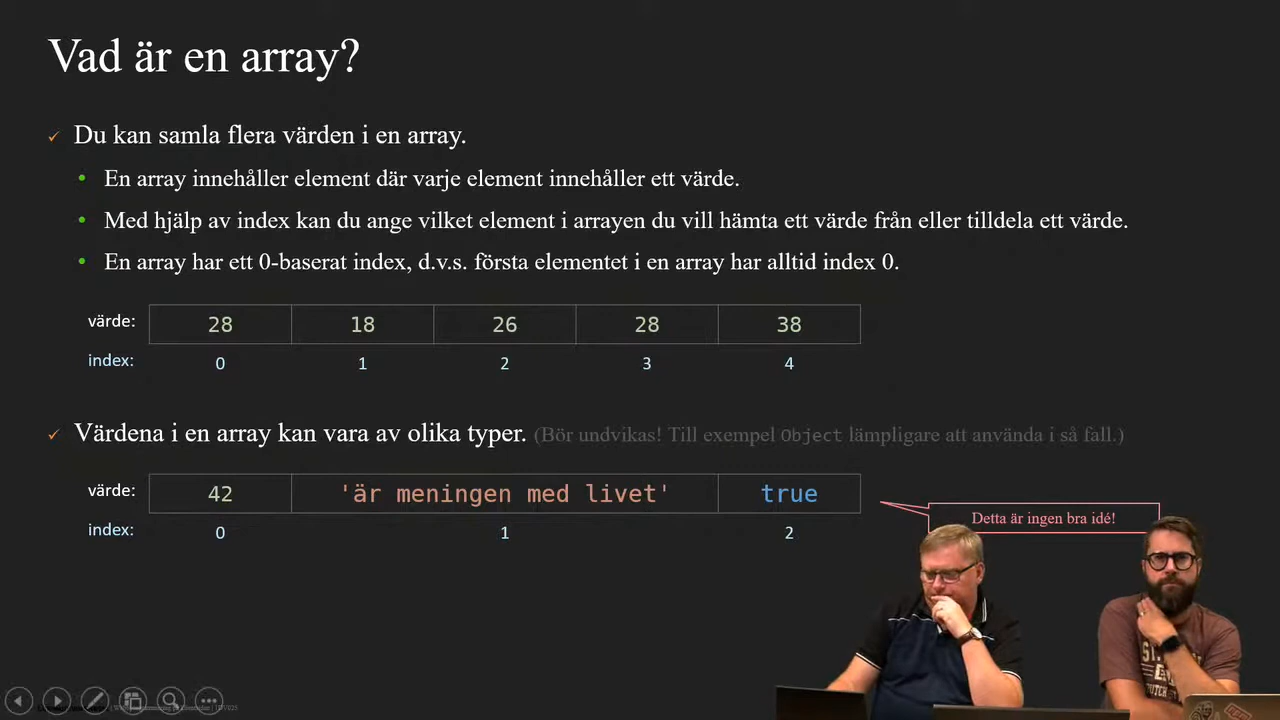 Vad är en array?
Du kan samla flera värden i en array.
En array innehåller element där varje element innehåller ett värde.
Med hjälp av index kan du ange vilket element i arrayen du vill hämta ett värde från eller tilldela ett värde.
En array har ett 0-baserat index, d.v.s. första elementet i en array har alltid index 0.
värde: 28 18 26 28 38
index: 0 1 2 3 4
Värdena i en array kan vara av olika typer. (Bör undvikas! Till exempel Object lämpligare att använda i så fall.)
värde: 42 'är meningen med livet' true
index: 0 1 2
Detta är ingen bra idé!